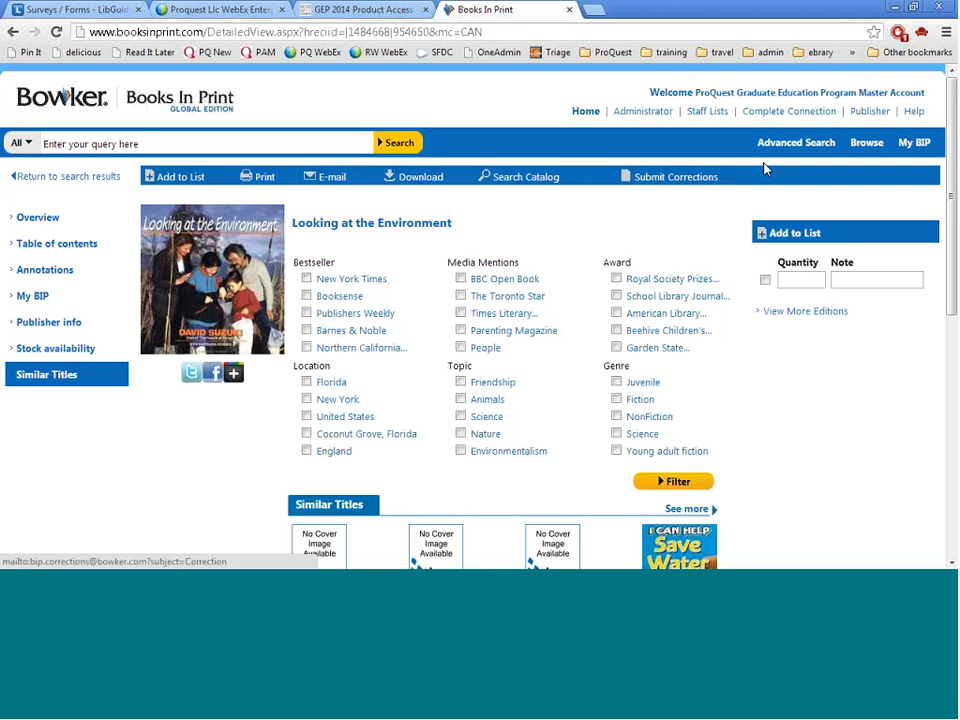 Surveys / Forms - LibGuid
Proquest Llc WebEx Enter
GEP 2014 Product Access
Books In Print
www.booksinprint.com/DetailedView.aspx?hreciid=|1484668|954650&mc=CAN
Pin It delicious Read It Later PQ New PAM PQ WebEx RW WebEx SFDC OneAdmin Triage ProQuest training travel admin ebrary » Other bookmarks
BOWKER. Books In Print
GLOBAL EDITION
Welcome ProQuest Graduate Education Program Master Account
Home | Administrator | Staff Lists | Complete Connection | Publisher | Help
All Enter your query here Search Advanced Search Browse My BIP
Return to search results Add to List Print E-mail Download Search Catalog Submit Corrections
Overview
Table of contents
Annotations
My BIP
Publisher info
Stock availability
Similar Titles
Looking at the Environment
DAVID SUZUKI
Looking at the Environment
Bestseller
New York Times
Booksense
Publishers Weekly
Barnes & Noble
Northern California...
Media Mentions
BBC Open Book
The Toronto Star
Times Literary...
Parenting Magazine
People
Award
Royal Society Prizes...
School Library Journal...
American Library...
Beehive Children's...
Garden State...
Location
Florida
New York
United States
Coconut Grove, Florida
England
Topic
Friendship
Animals
Science
Nature
Environmentalism
Genre
Juvenile
Fiction
NonFiction
Science
Young adult fiction
Filter
Add to List
Quantity Note
View More Editions
Similar Titles
See more
No Cover
Image
Available
No Cover
Image
Available
No Cover
Image
Available
I CAN HELP
Save
Water
mailto:bip.corrections@bowker.com?subject=Correction